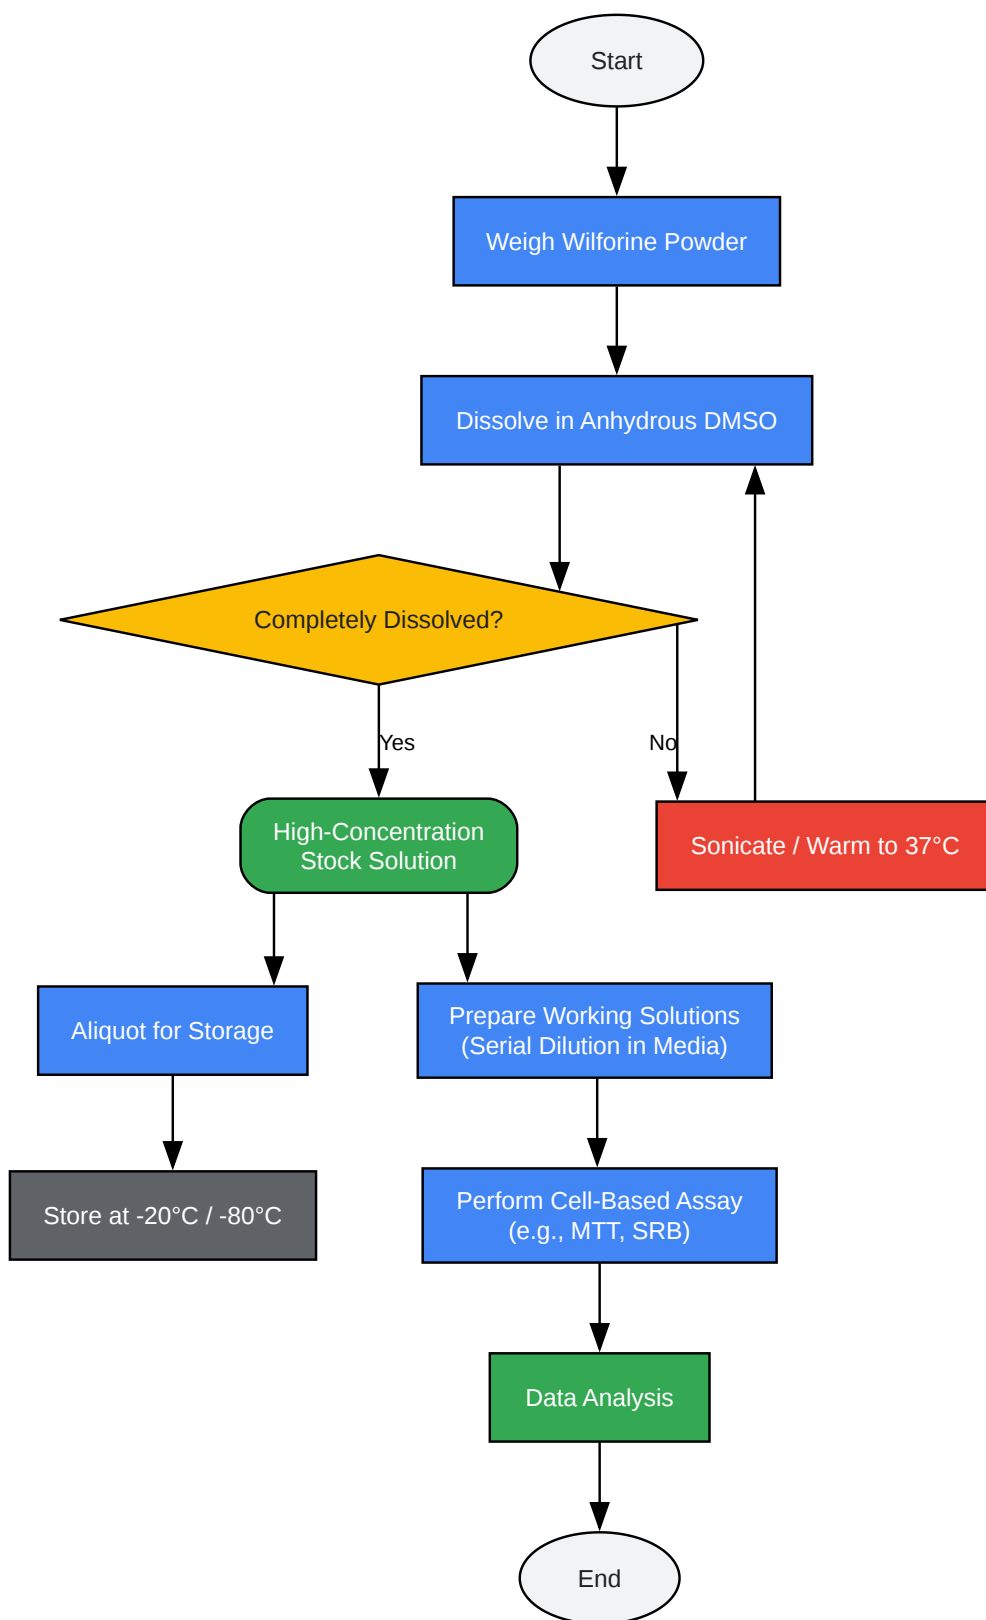 Start
Weigh Wilforine Powder
Dissolve in Anhydrous DMSO
Completely Dissolved?
Yes
No
High-Concentration
Stock Solution
Sonicate / Warm to 37°C
Aliquot for Storage
Prepare Working Solutions
(Serial Dilution in Media)
Store at -20°C / -80°C
Perform Cell-Based Assay
(e.g., MTT, SRB)
Data Analysis
End